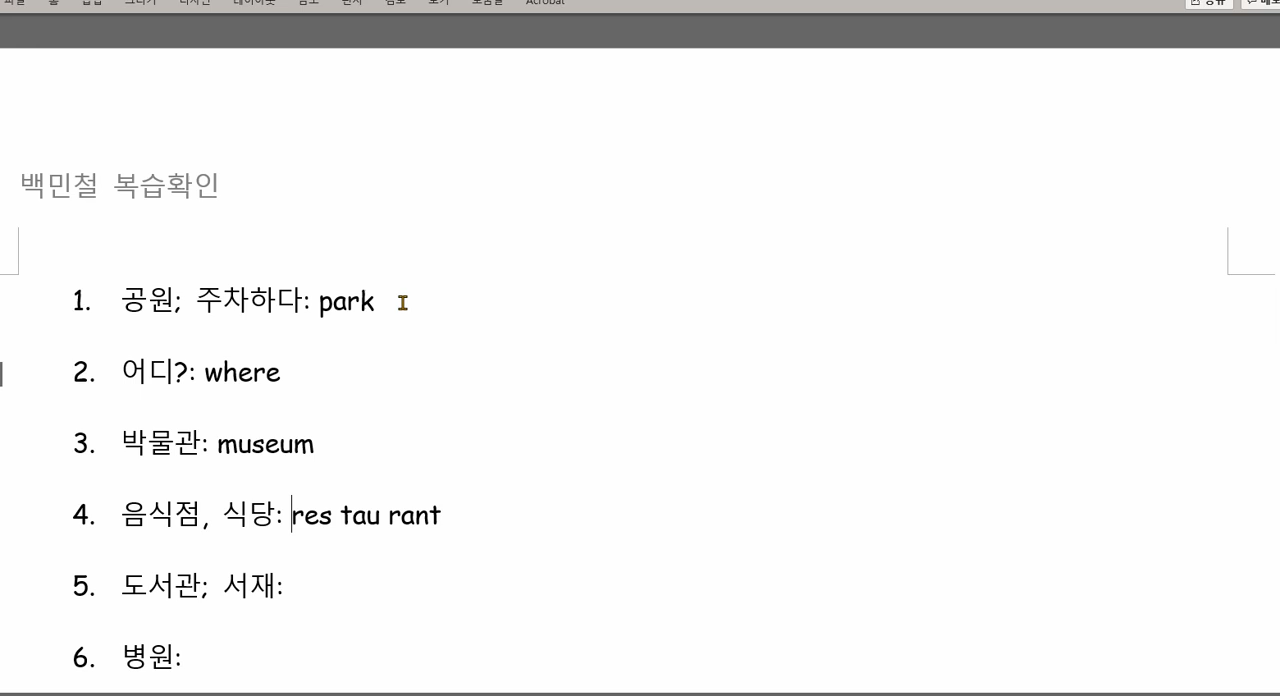 Acrobat
백민철 복습확인
1. 공원; 주차하다: park
2. 어디?: where
3. 박물관: museum
4. 음식점, 식당: res tau rant
5. 도서관; 서재:
6. 병원: